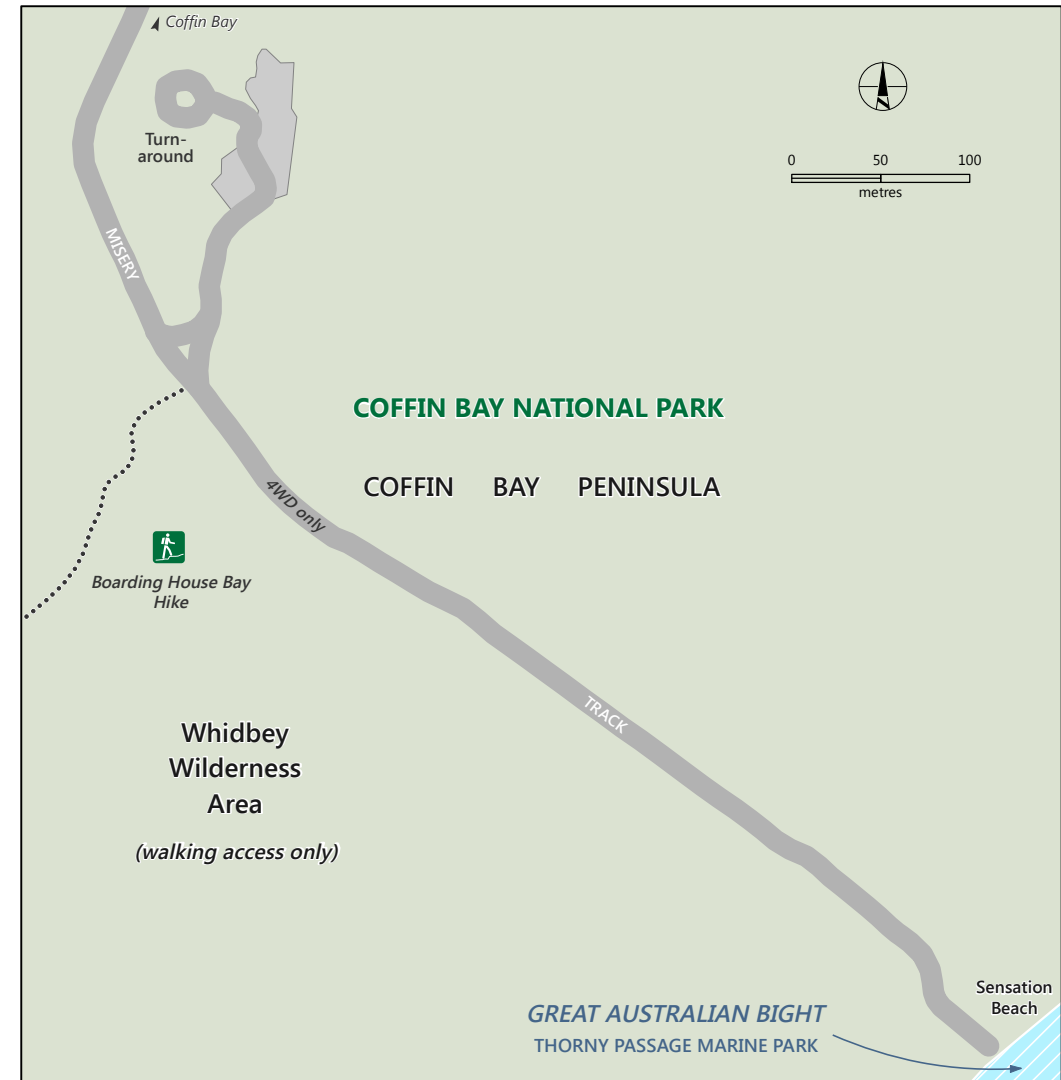 Coffin Bay
Turn-
around
0 50 100
metres
MISERY
COFFIN BAY NATIONAL PARK
COFFIN BAY PENINSULA
4WD only
Boarding House Bay
Hike
TRACK
Whidbey
Wilderness
Area
(walking access only)
Sensation
Beach
GREAT AUSTRALIAN BIGHT
THORNY PASSAGE MARINE PARK